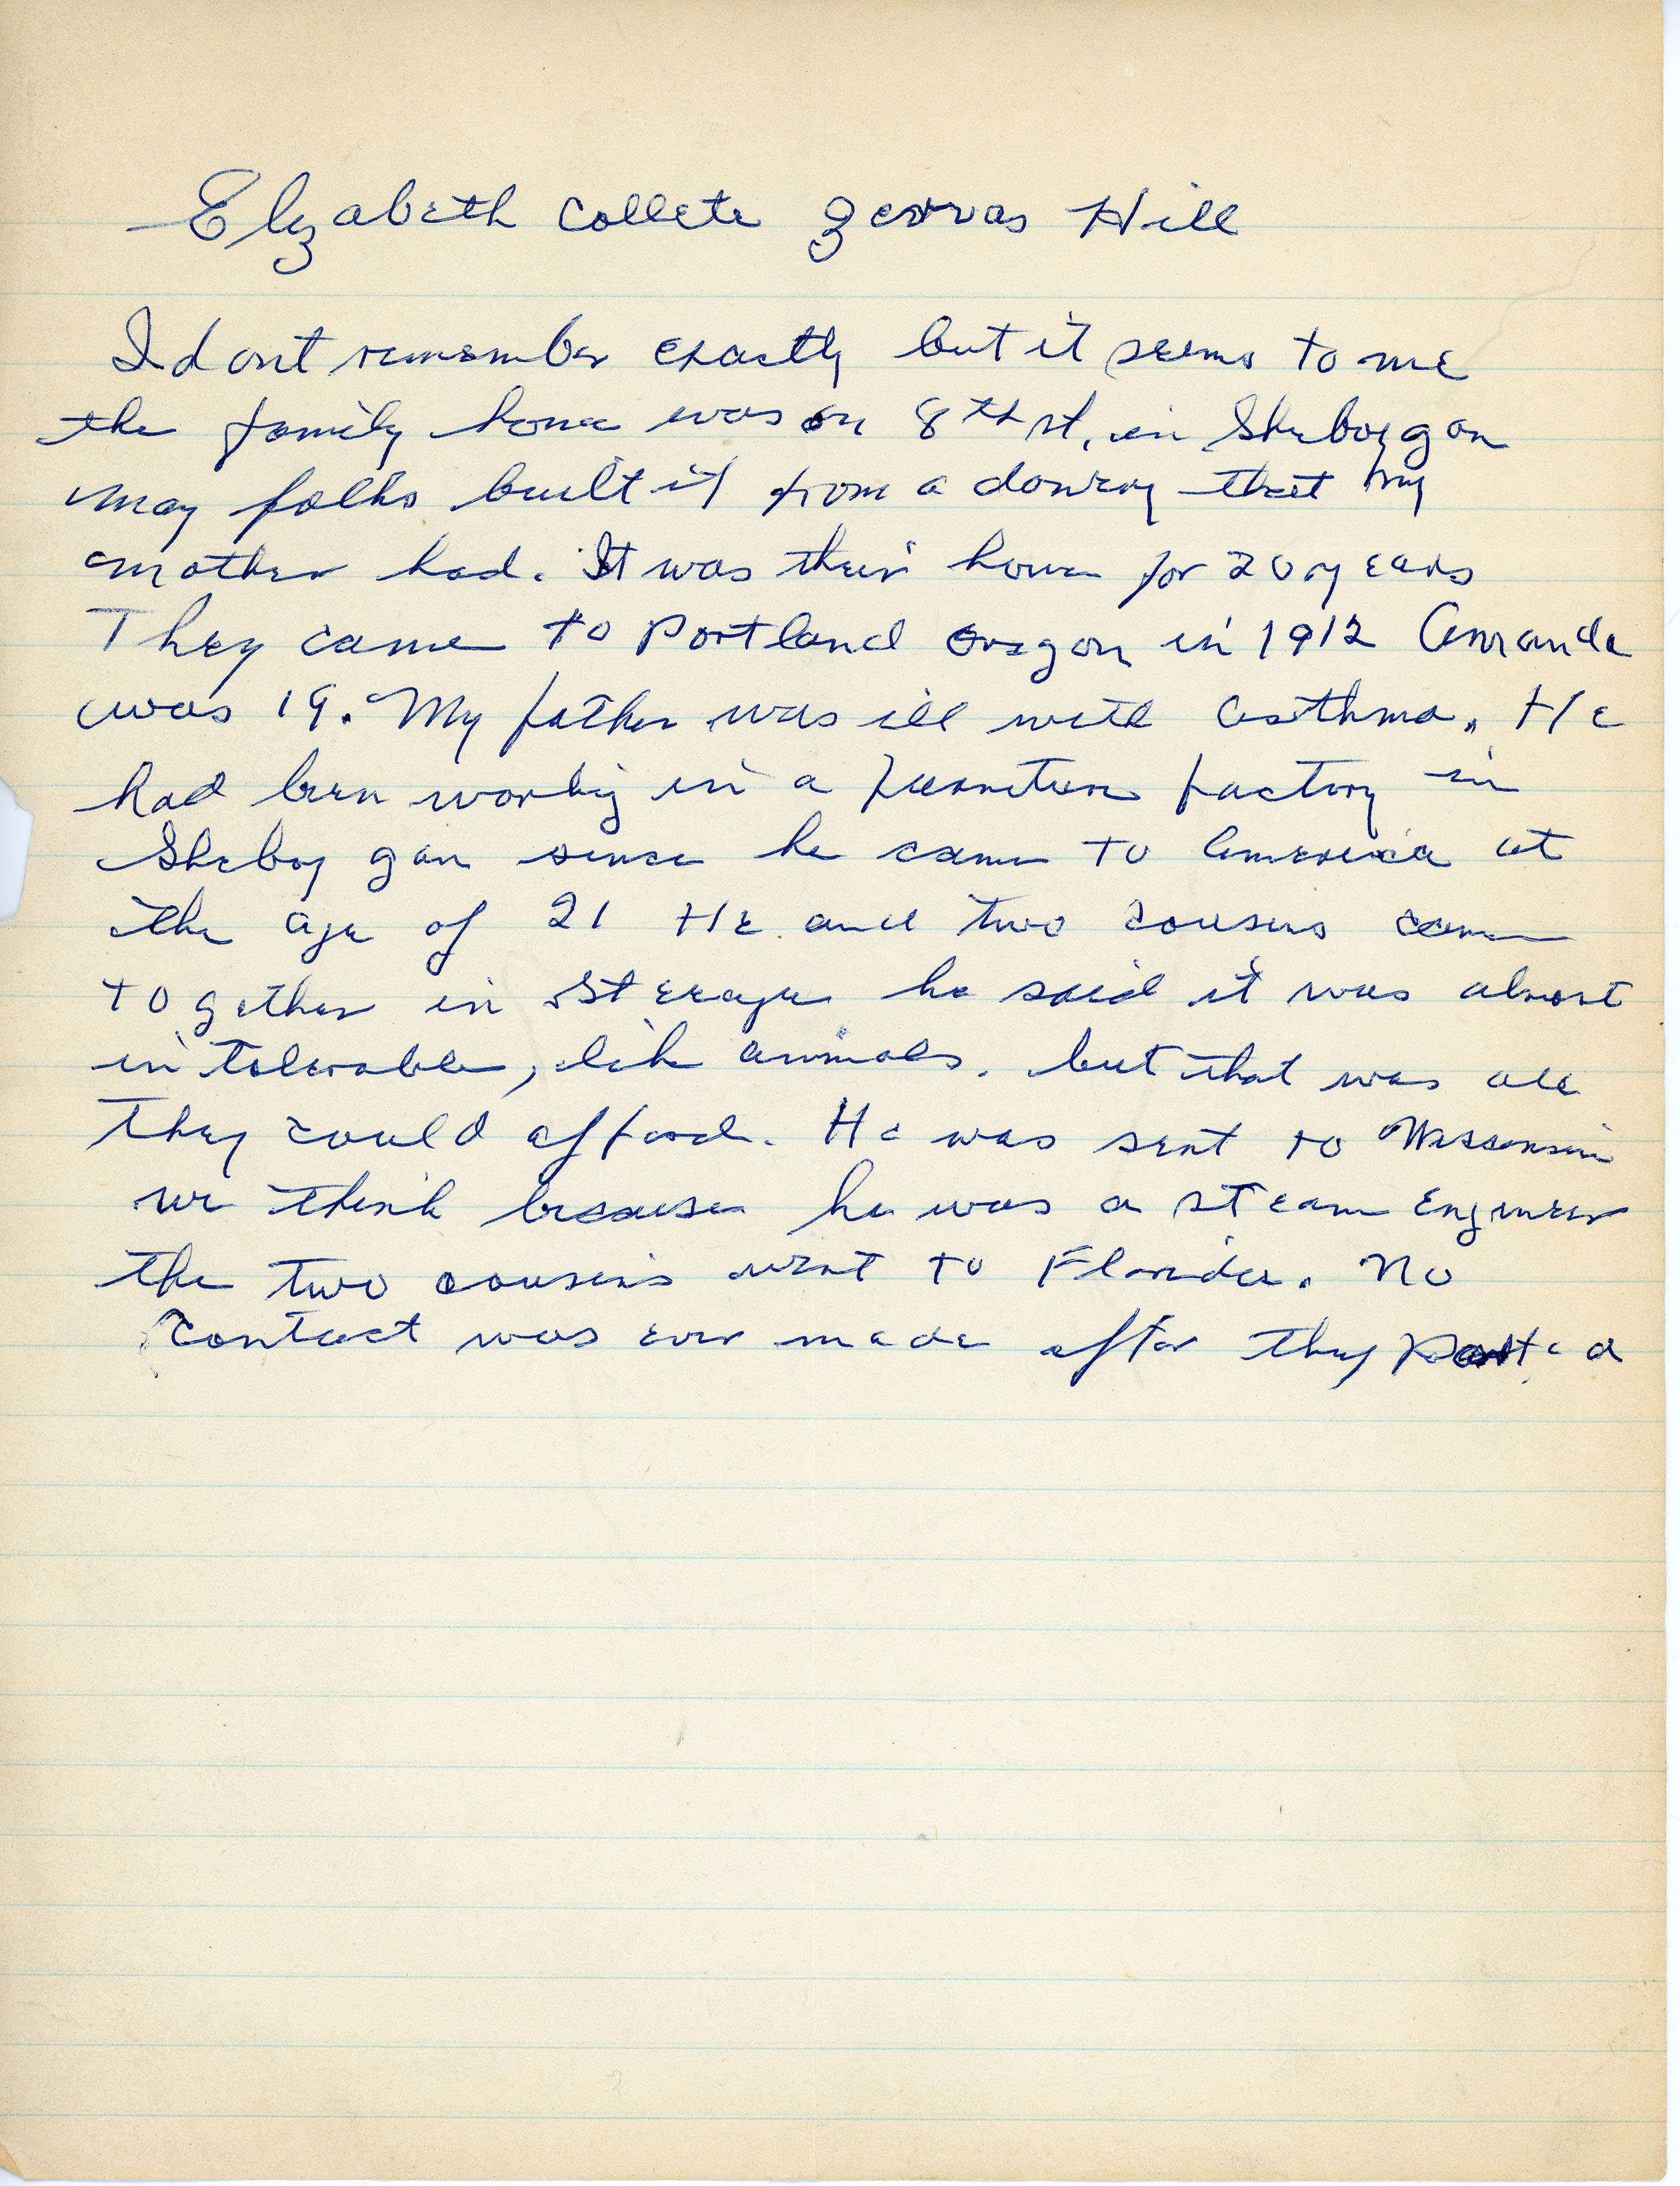 Elizabeth Collete Gervas Hill
I dont remember exactly but it seems to me
the family home was on 8th st. in Sheboygan
may folks built it from a dowry that my
mother had. It was their home for 20 years
They came to Portland Oregon in 1912 Amanda
was 19. My father was ill with asthma. He
had been working in a furniture factory in
Sheboygan since he came to America at
the age of 21 He and two cousins came
together in steerage he said it was almost
intolerable, like animals. but that was all
they could afford. He was sent to Wisconsin
we think because he was a steam engineer
the two cousins went to Florida. No
contact was ever made after they parted